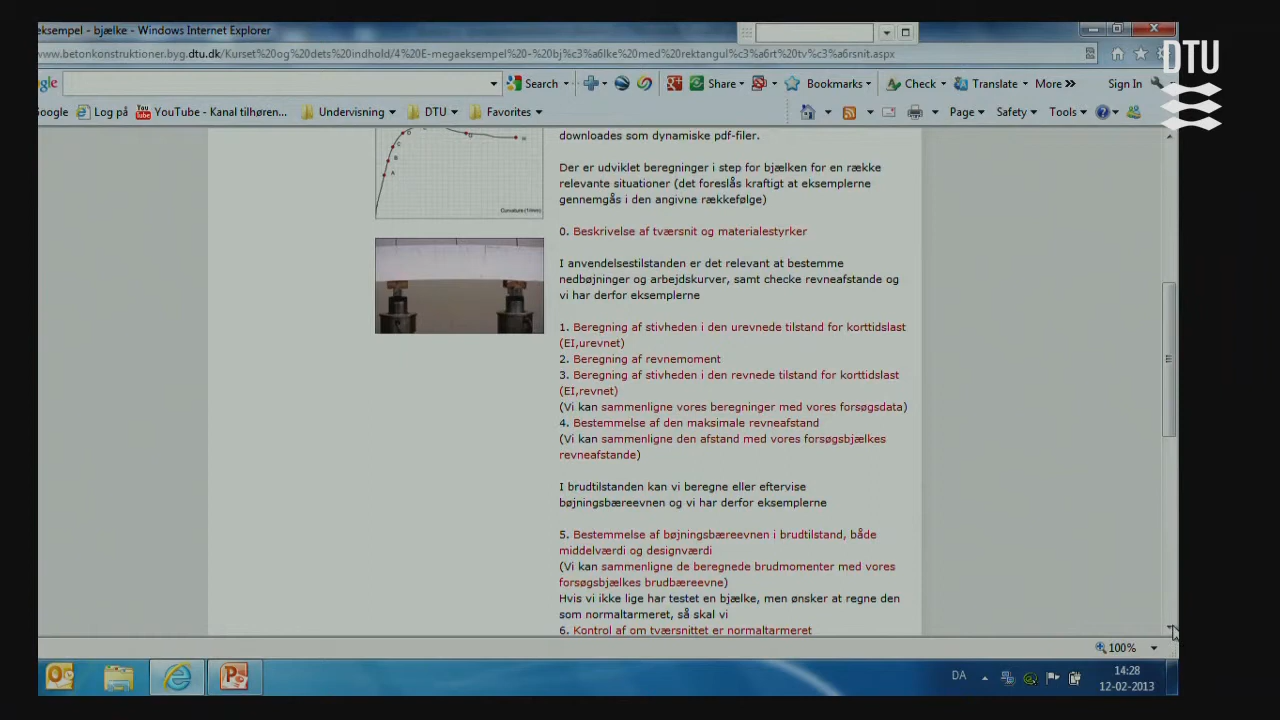 eksempel - bjælke - Windows Internet Explorer
www.betonkonstruktioner.byg.dtu.dk/Kurset%20og%20dets%20indhold/4%20E-megaeksempel%20-%20bj%c3%a6lke%20med%20rektangul%c3%a6rt%20tv%c3%a6rsnit.aspx
DTU
gle
Search
Share
Bookmarks
Check
Translate
More »
Sign In
Google
Log på
YouTube - Kanal tilhøren...
Undervisning
DTU
Favorites
Page
Safety
Tools
downloades som dynamiske pdf-filer.
C
B
A
Curvature (1/mm)
Der er udviklet beregninger i step for bjælken for en række
relevante situationer (det foreslås kraftigt at eksemplerne
gennemgås i den angivne rækkefølge)
0. Beskrivelse af tværsnit og materialestyrker
I anvendelsestilstanden er det relevant at bestemme
nedbøjninger og arbejdskurver, samt checke revneafstande og
vi har derfor eksemplerne
1. Beregning af stivheden i den urevnede tilstand for korttidslast
(EI,urevnet)
2. Beregning af revnemoment
3. Beregning af stivheden i den revnede tilstand for korttidslast
(EI,revnet)
(Vi kan sammenligne vores beregninger med vores forsøgsdata)
4. Bestemmelse af den maksimale revneafstand
(Vi kan sammenligne den afstand med vores forsøgsbjælkes
revneafstande)
I brudtilstanden kan vi beregne eller eftervise
bøjningsbæreevnen og vi har derfor eksemplerne
5. Bestemmelse af bøjningsbæreevnen i brudtilstand, både
middelværdi og designværdi
(Vi kan sammenligne de beregnede brudmomenter med vores
forsøgsbjælkes brudbæreevne)
Hvis vi ikke lige har testet en bjælke, men ønsker at regne den
som normaltarmeret, så skal vi
6. Kontrol af om tværsnittet er normaltarmeret
100%
DA
14:28
12-02-2013